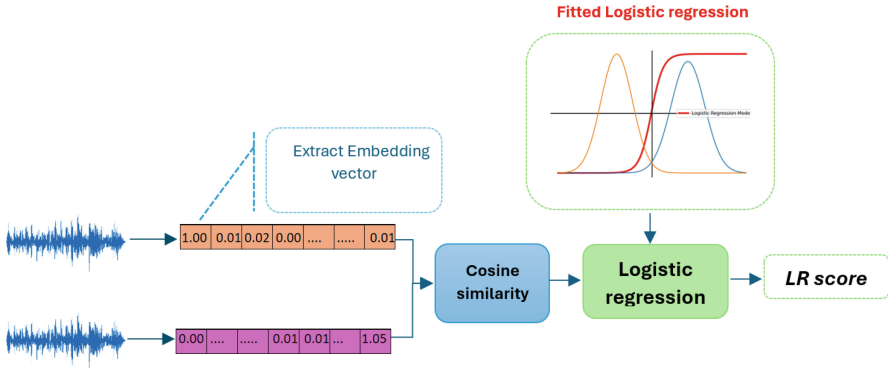 Fitted Logistic regression
Logistic Regression Mode
Extract Embedding
vector
1.00 0.01 0.02 0.00 .... ..... 0.01
Cosine
similarity
Logistic
regression
LR score
0.00 .... ..... 0.01 0.01 ... 1.05